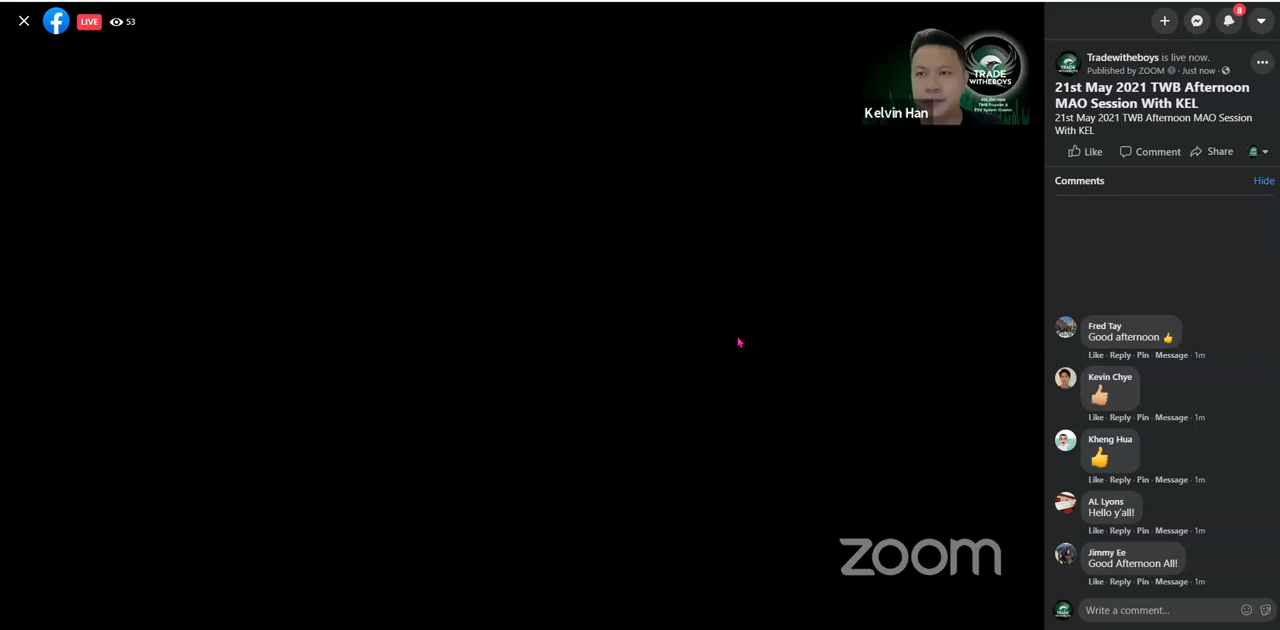 LIVE
53
TRADE
WITHEBOYS
Kelvin Han
zoom
8
Tradewitheboys is live now.
Published by ZOOM · Just now ·
21st May 2021 TWB Afternoon
MAO Session With KEL
21st May 2021 TWB Afternoon MAO Session
With KEL
Like Comment Share
Comments Hide
Fred Tay
Good afternoon 👍
Like · Reply · Pin · Message · 1m
Kevin Chye
Like · Reply · Pin · Message · 1m
Kheng Hua
Like · Reply · Pin · Message · 1m
AL Lyons
Hello y'all!
Like · Reply · Pin · Message · 1m
Jimmy Ee
Good Afternoon All!
Like · Reply · Pin · Message · 1m
Write a comment...